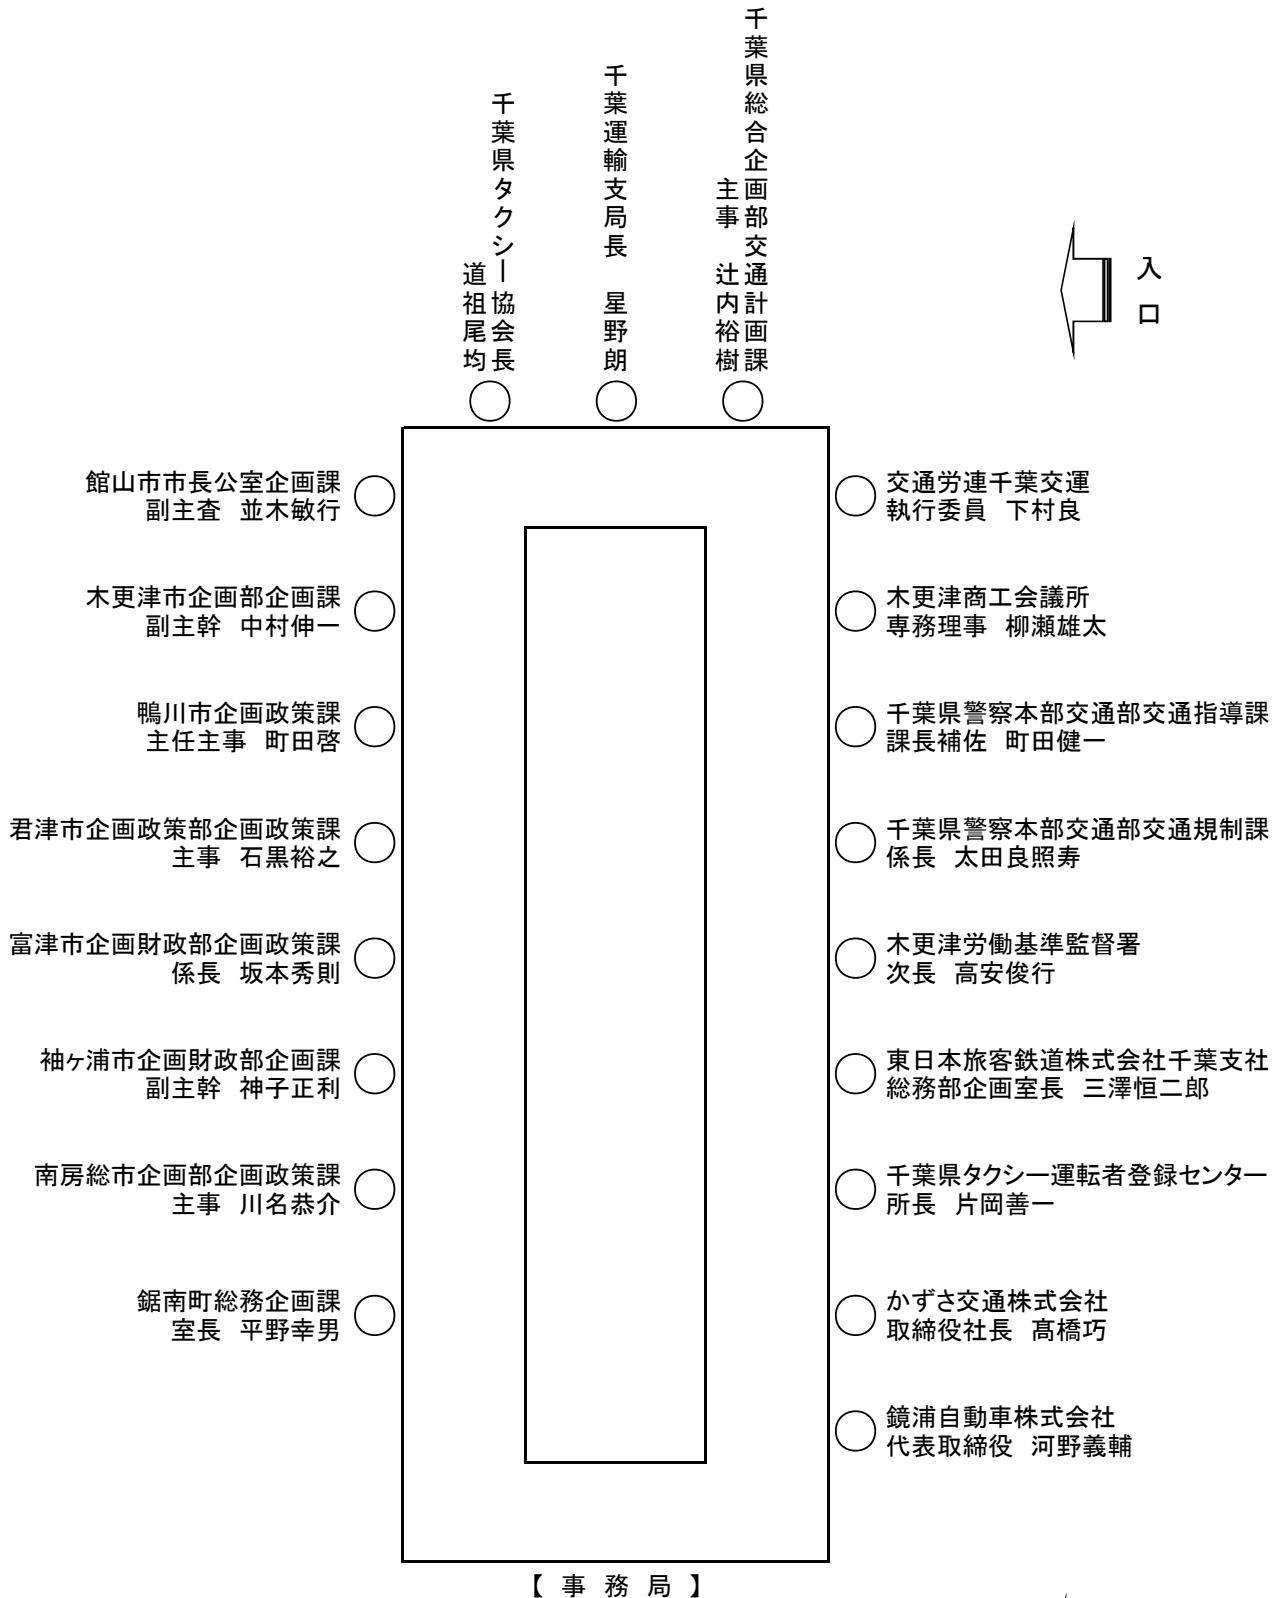 千葉県タクシー協会長
道祖尾均
千葉運輸支局長　星野朗
千葉県総合企画部交通計画課
主事　辻内裕樹
入口
館山市市長公室企画課
副主査　並木敏行
木更津市企画部企画課
副主幹　中村伸一
鴨川市企画政策課
主任主事　町田啓
君津市企画政策部企画政策課
主事　石黒裕之
富津市企画財政部企画政策課
係長　坂本秀則
袖ヶ浦市企画財政部企画課
副主幹　神子正利
南房総市企画部企画政策課
主事　川名恭介
鋸南町総務企画課
室長　平野幸男
交通労連千葉交運
執行委員　下村良
木更津商工会議所
専務理事　柳瀬雄太
千葉県警察本部交通部交通指導課
課長補佐　町田健一
千葉県警察本部交通部交通規制課
係長　太田良照寿
木更津労働基準監督署
次長　高安俊行
東日本旅客鉄道株式会社千葉支社
総務部企画室長　三澤恒二郎
千葉県タクシー運転者登録センター
所長　片岡善一
かずさ交通株式会社
取締役社長　髙橋巧
鏡浦自動車株式会社
代表取締役　河野義輔
【 事 務 局 】